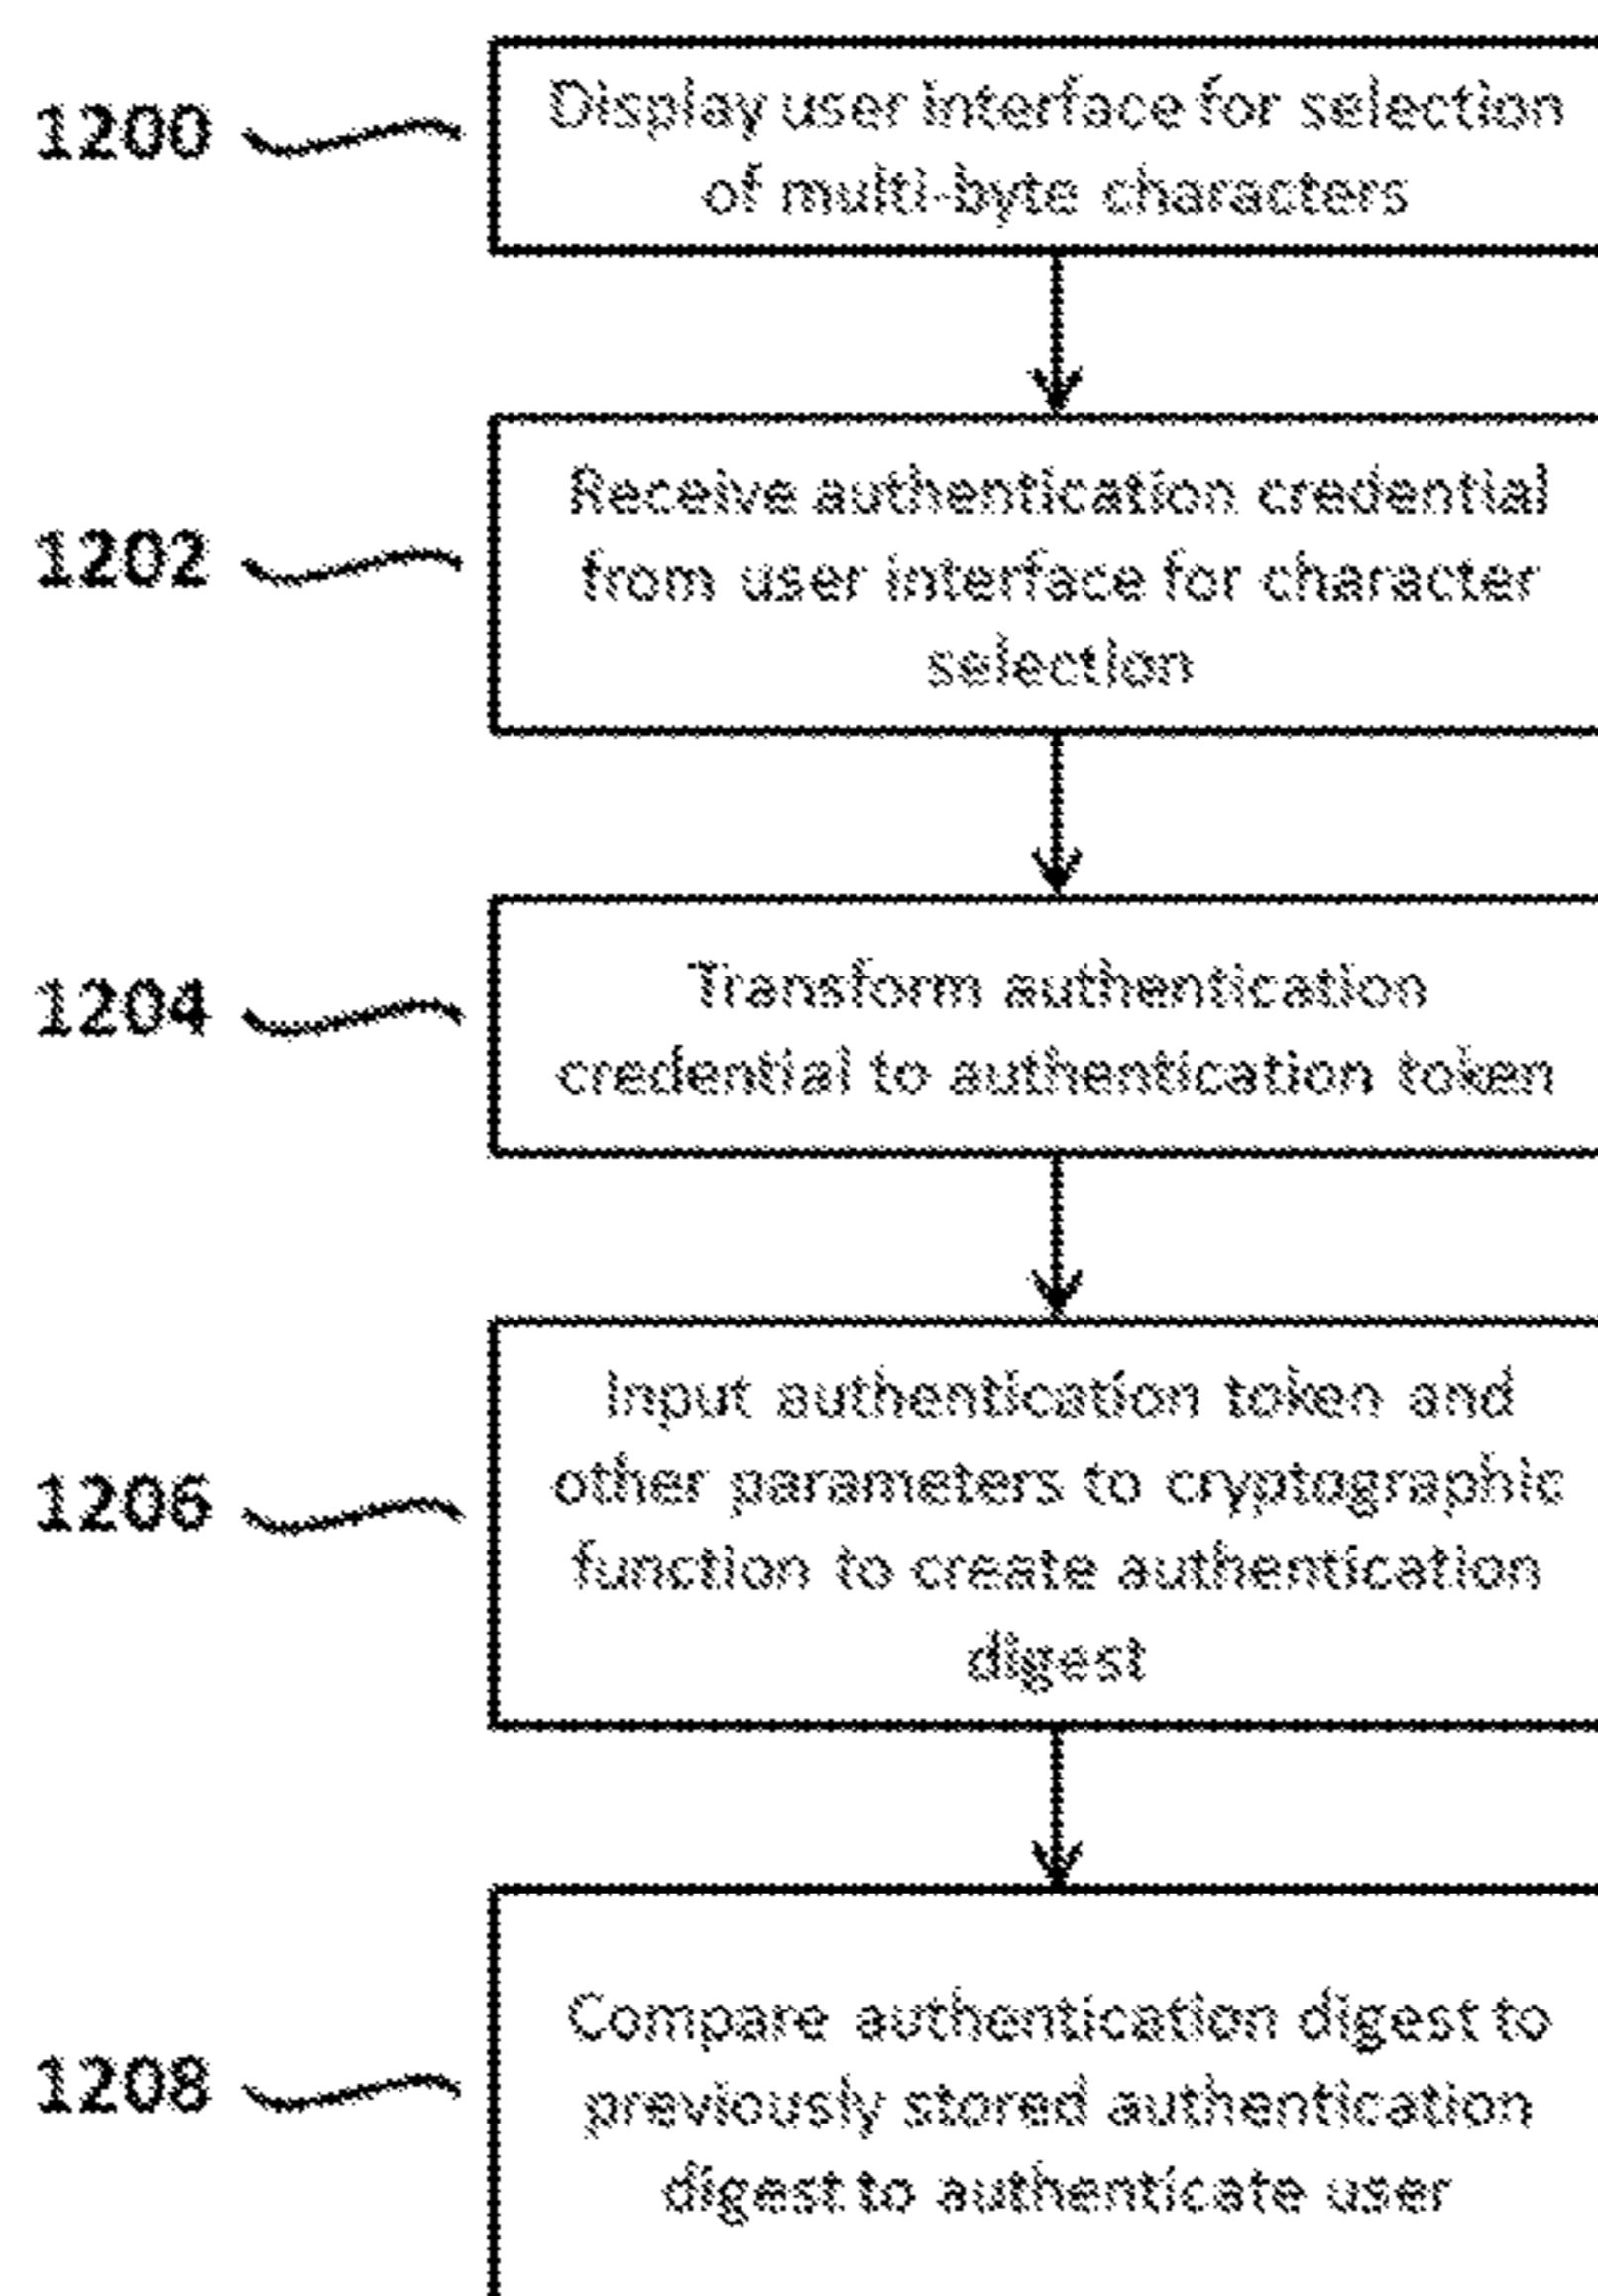 1200
Display user interface for selection
of multi-byte characters
1202
Receive authentication credential
from user interface for character
selection
1204
Transform authentication
credential to authentication token
1206
Input authentication token and
other parameters to cryptographic
function to create authentication
digest
1208
Compare authentication digest to
previously stored authentication
digest to authenticate user